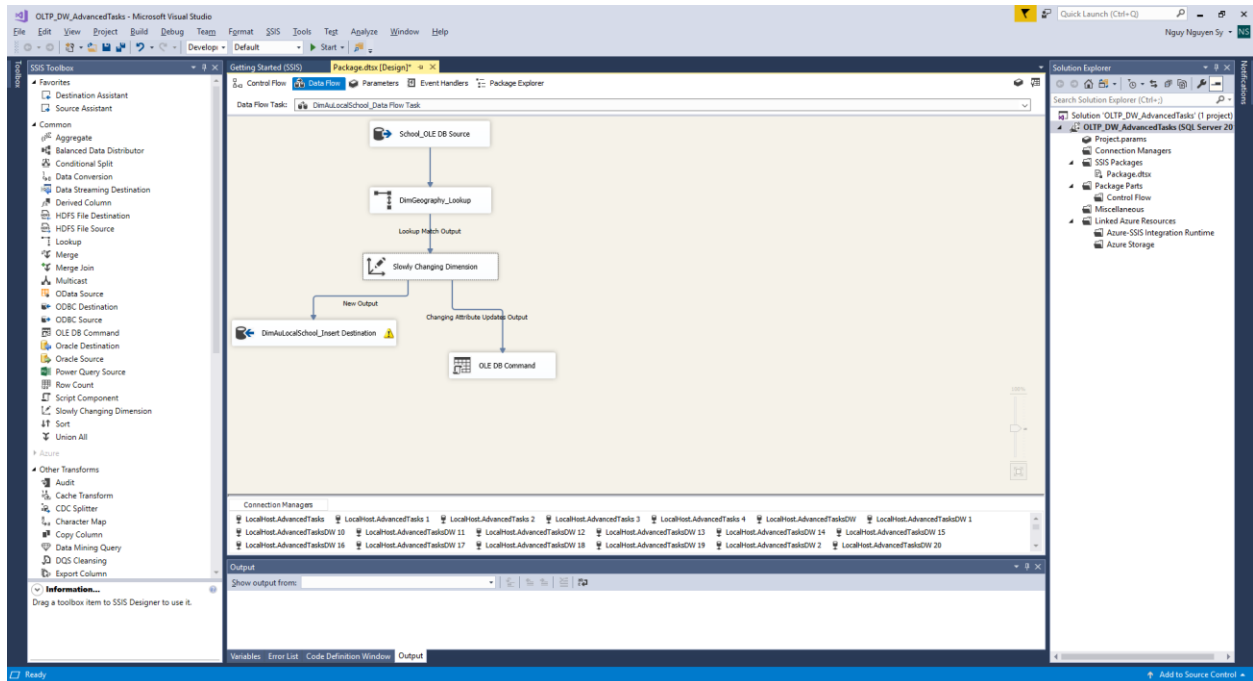 OLTP_DW_AdvancedTasks - Microsoft Visual Studio
Quick Launch (Ctrl+Q)
File Edit View Project Build Debug Team Format SSIS Tools Test Analyze Window Help
Nguy Nguyen Sy
NS
Develop
Default
Start
Toolbox
SSIS Toolbox
Favorites
Destination Assistant
Source Assistant
Common
Aggregate
Balanced Data Distributor
Conditional Split
Data Conversion
Data Streaming Destination
Derived Column
HDFS File Destination
HDFS File Source
Lookup
Merge
Merge Join
Multicast
OData Source
ODBC Destination
ODBC Source
OLE DB Command
Oracle Destination
Oracle Source
Power Query Source
Row Count
Script Component
Slowly Changing Dimension
Sort
Union All
Azure
Other Transforms
Audit
Cache Transform
CDC Splitter
Character Map
Copy Column
Data Mining Query
DQS Cleansing
Export Column
Information...
Drag a toolbox item to SSIS Designer to use it.
Getting Started (SSIS)
Package.dtsx [Design]*
Control Flow Data Flow Parameters Event Handlers Package Explorer
Data Flow Task: DimAuLocalSchool_Data Flow Task
School_OLE DB Source
DimGeography_Lookup
Lookup Match Output
Slowly Changing Dimension
New Output
Changing Attribute Updates Output
DimAuLocalSchool_Insert Destination
OLE DB Command
100%
Connection Managers
LocalHost.AdvancedTasks LocalHost.AdvancedTasks 1 LocalHost.AdvancedTasks 2 LocalHost.AdvancedTasks 3 LocalHost.AdvancedTasks 4 LocalHost.AdvancedTasksDW LocalHost.AdvancedTasksDW 1
LocalHost.AdvancedTasksDW 10 LocalHost.AdvancedTasksDW 11 LocalHost.AdvancedTasksDW 12 LocalHost.AdvancedTasksDW 13 LocalHost.AdvancedTasksDW 14 LocalHost.AdvancedTasksDW 15
LocalHost.AdvancedTasksDW 16 LocalHost.AdvancedTasksDW 17 LocalHost.AdvancedTasksDW 18 LocalHost.AdvancedTasksDW 19 LocalHost.AdvancedTasksDW 2 LocalHost.AdvancedTasksDW 20
Output
Show output from:
Variables Error List Code Definition Window Output
Solution Explorer
Search Solution Explorer (Ctrl+;)
Solution 'OLTP_DW_AdvancedTasks' (1 project)
OLTP_DW_AdvancedTasks (SQL Server 20
Project.params
Connection Managers
SSIS Packages
Package.dtsx
Package Parts
Control Flow
Miscellaneous
Linked Azure Resources
Azure-SSIS Integration Runtime
Azure Storage
Notifications
Ready
Add to Source Control